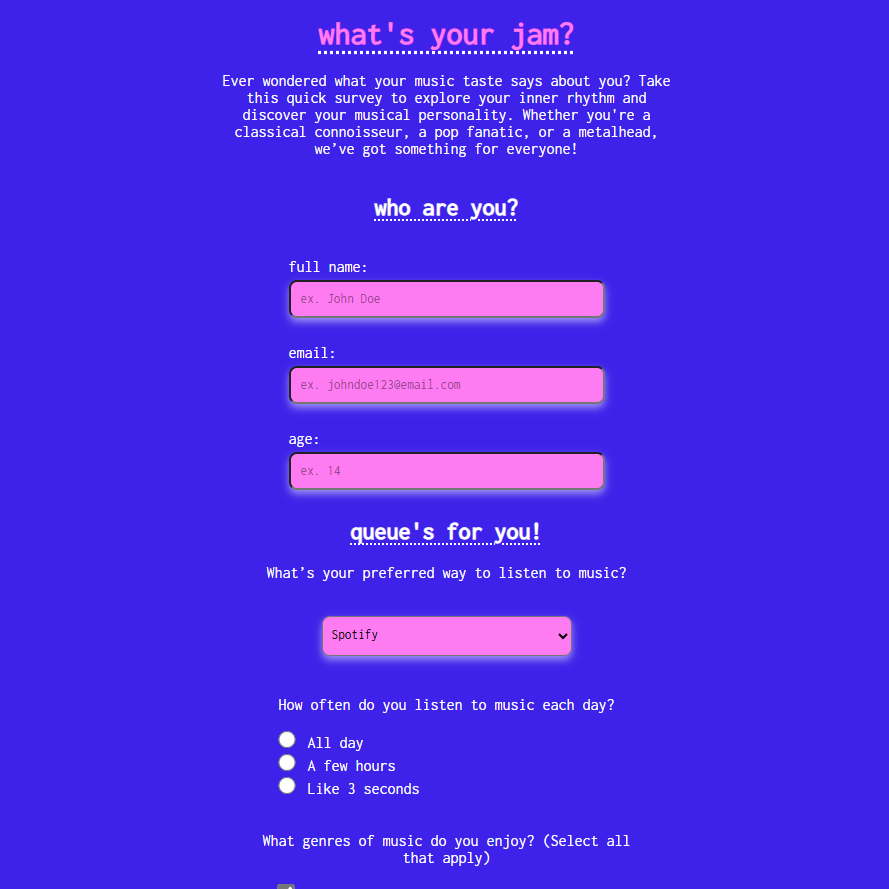 what's your jam?
Ever wondered what your music taste says about you? Take
this quick survey to explore your inner rhythm and
discover your musical personality. Whether you're a
classical connoisseur, a pop fanatic, or a metalhead,
we’ve got something for everyone!
who are you?
full name:
ex. John Doe
email:
ex. johndoe123@email.com
age:
ex. 14
queue's for you!
What’s your preferred way to listen to music?
Spotify
How often do you listen to music each day?
All day
A few hours
Like 3 seconds
What genres of music do you enjoy? (Select all
that apply)